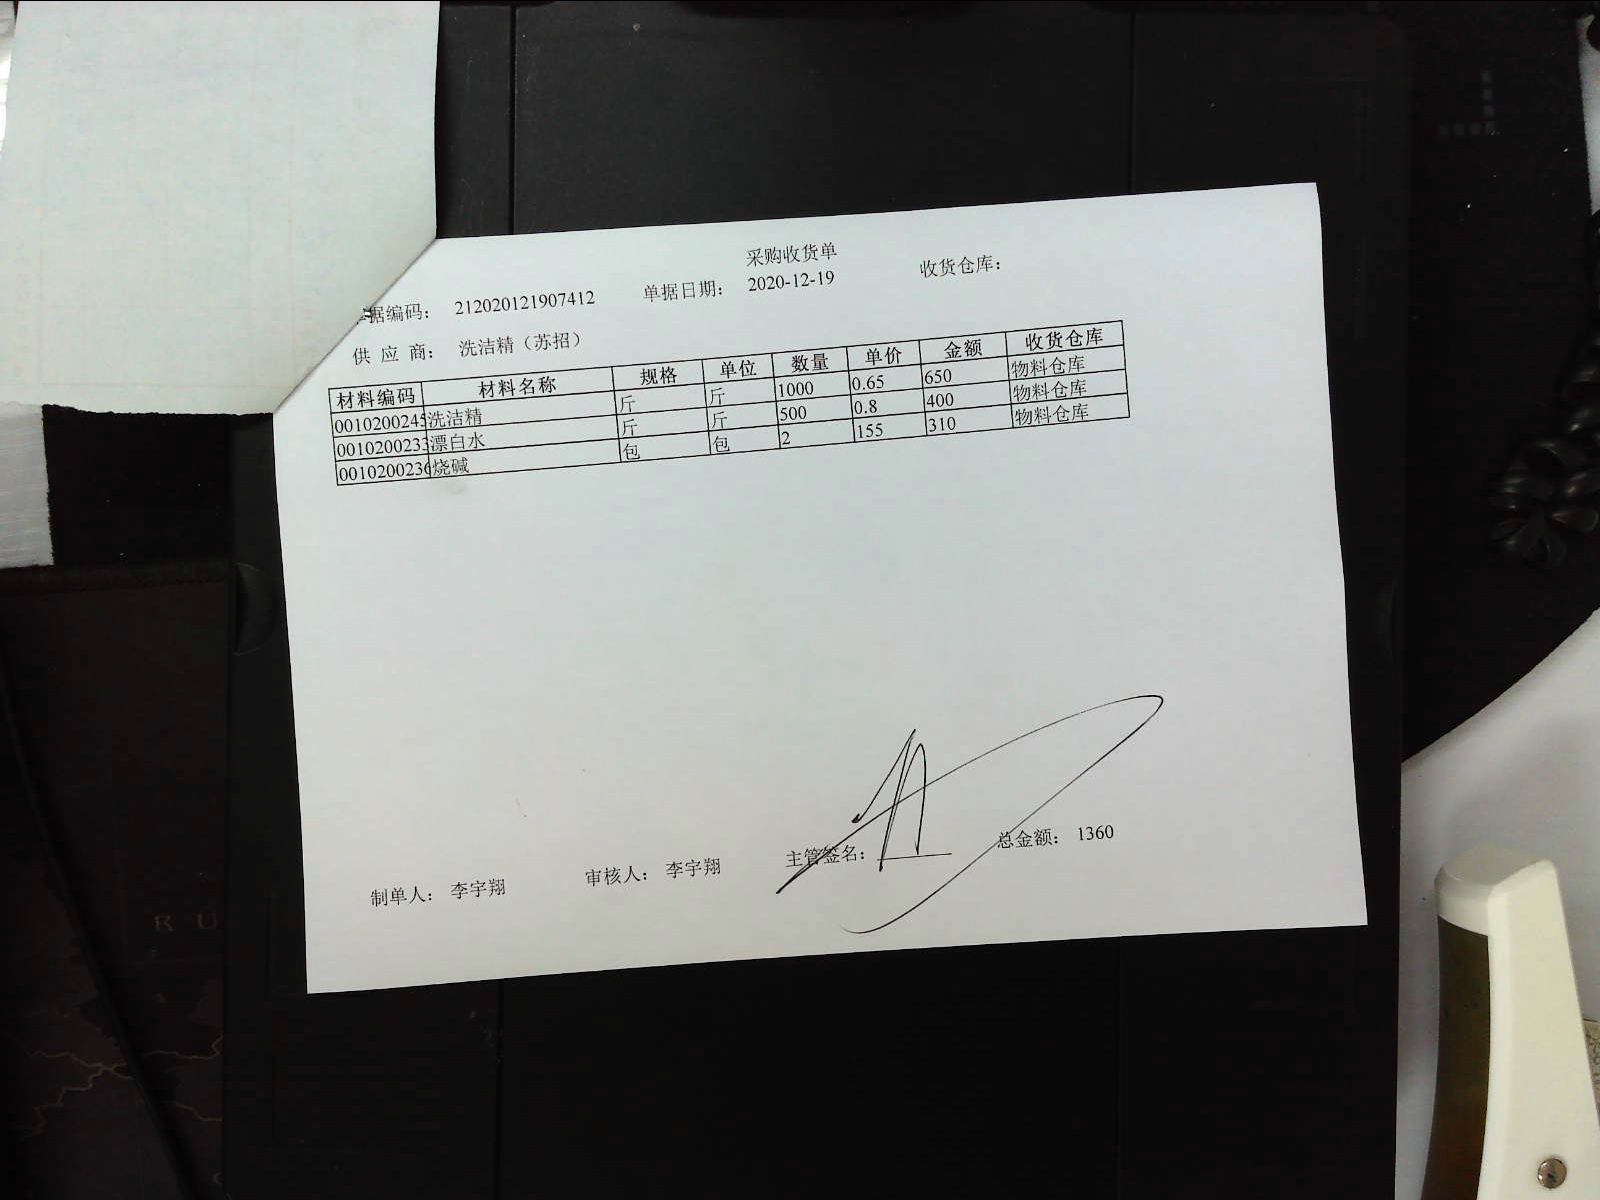 采购收货单
单据编码： 212020121907412 单据日期： 2020-12-19 收货仓库：
供 应 商： 洗洁精（苏招）
材料编码 材料名称 规格 单位 数量 单价 金额 收货仓库
0010200245 洗洁精 斤 斤 1000 0.65 650 物料仓库
0010200233 漂白水 斤 斤 500 0.8 400 物料仓库
0010200236 烧碱 包 包 2 155 310 物料仓库
制单人： 李宇翔 审核人： 李宇翔 主管签名： 总金额： 1360
R U